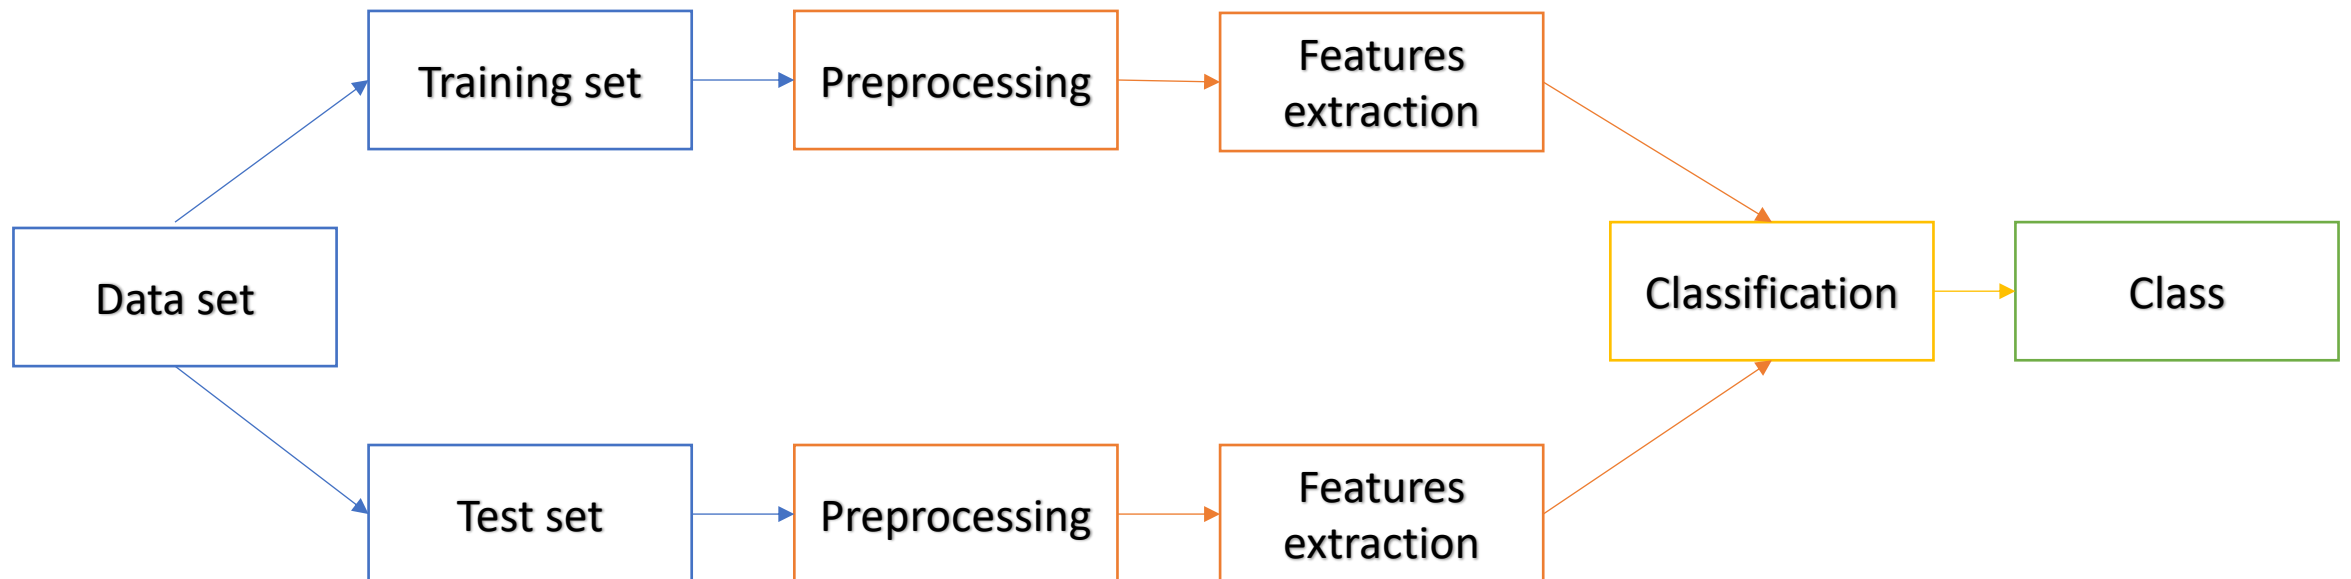 Training set
Preprocessing
Features
extraction
Data set
Classification
Class
Test set
Preprocessing
Features
extraction